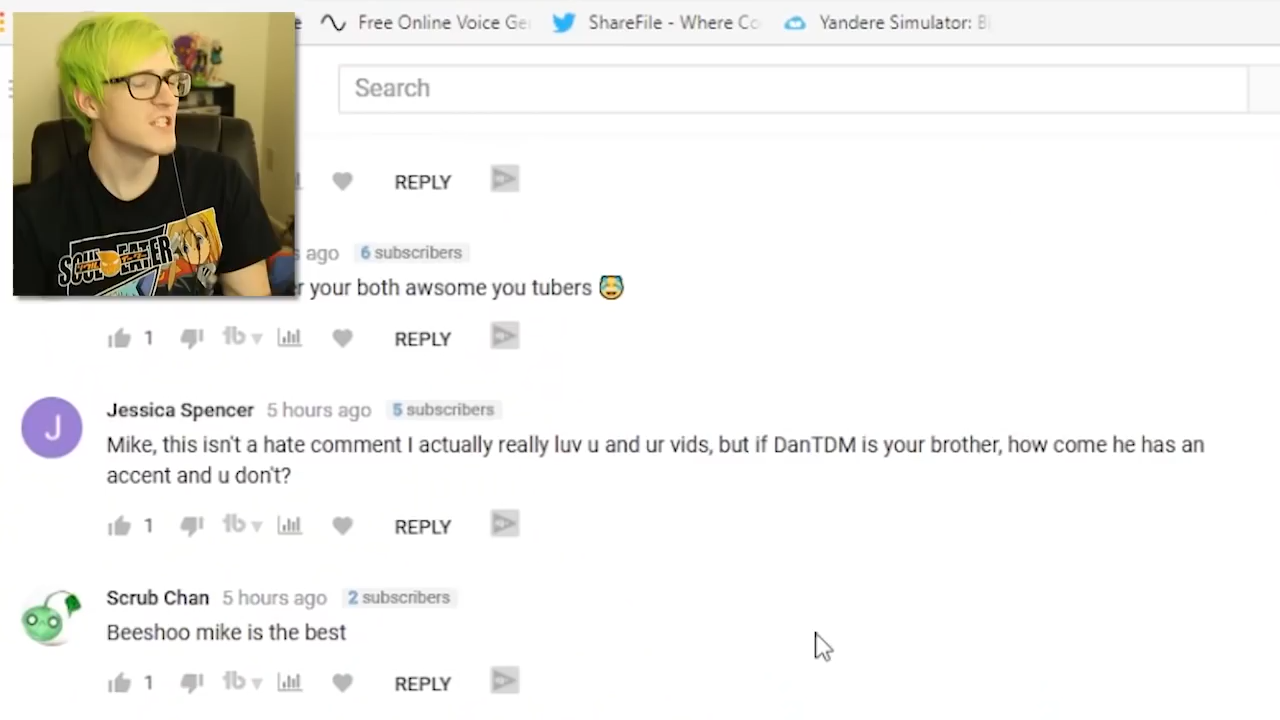 Free Online Voice Ge
ShareFile - Where Co
Yandere Simulator: B
Search
REPLY
ago 6 subscribers
your both awsome you tubers
1 REPLY
J
Jessica Spencer 5 hours ago 5 subscribers
Mike, this isn't a hate comment I actually really luv u and ur vids, but if DanTDM is your brother, how come he has an
accent and u don't?
1 REPLY
Scrub Chan 5 hours ago 2 subscribers
Beeshoo mike is the best
1 REPLY
SOUL EATER